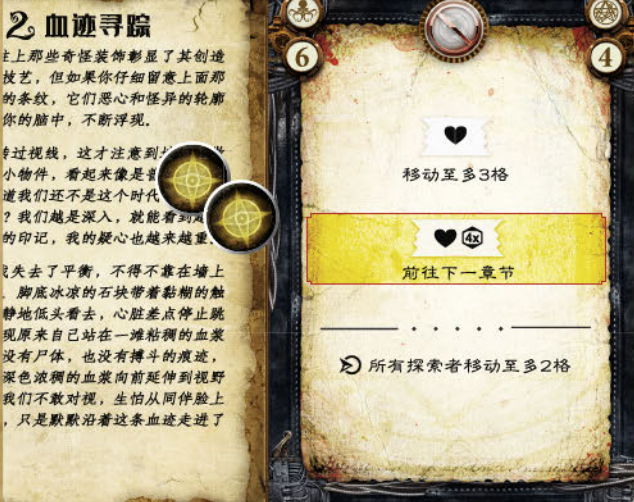 2 血迹寻踪
上那些奇怪装饰彰显了其创造
技艺，但如果你仔细留意上面那
的条纹，它们恶心和怪异的轮廓
你的脑中，不断浮现。
过视线，这才注意到
小物件，看起来像是
道我们还不是这个时代
？我们越是深入，就能看到
的印记，我的疑心也越来越重
失去了平衡，不得不靠在墙上
脚底冰凉的石块带着黏糊的触
静地低头看去，心脏差点停止跳
现原来自己站在一滩粘稠的血浆
没有尸体，也没有搏斗的痕迹，
深色浓稠的血浆向前延伸到视野
我们不敢对视，生怕从同伴脸上
，只是默默沿着这条血迹走进了
6
4
移动至多3格
4x
前往下一章节
所有探索者移动至多2格